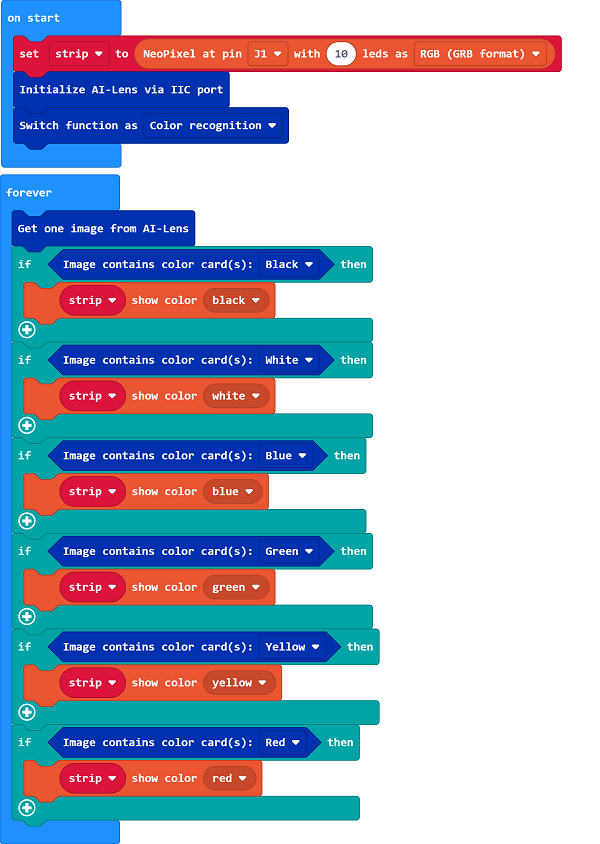 on start
set strip to NeoPixel at pin J1 with 10 leds as RGB (GRB format)
Initialize AI-Lens via IIC port
Switch function as Color recognition
forever
Get one image from AI-Lens
if Image contains color card(s): Black then
strip show color black
if Image contains color card(s): White then
strip show color white
if Image contains color card(s): Blue then
strip show color blue
if Image contains color card(s): Green then
strip show color green
if Image contains color card(s): Yellow then
strip show color yellow
if Image contains color card(s): Red then
strip show color red